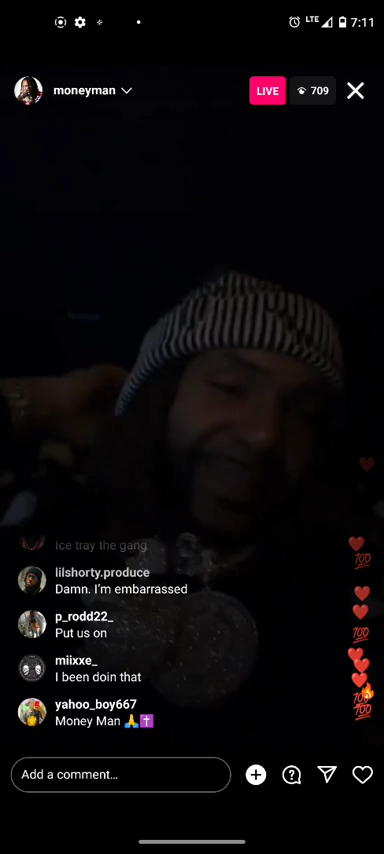 LTE 7:11
moneyman
LIVE 709
Ice tray the gang
lilshorty.produce
Damn. I'm embarrassed
p_rodd22_
Put us on
miixxe_
I been doin that
yahoo_boy667
Money Man 🙏✝️
💯
💯
💯
💯
Add a comment...